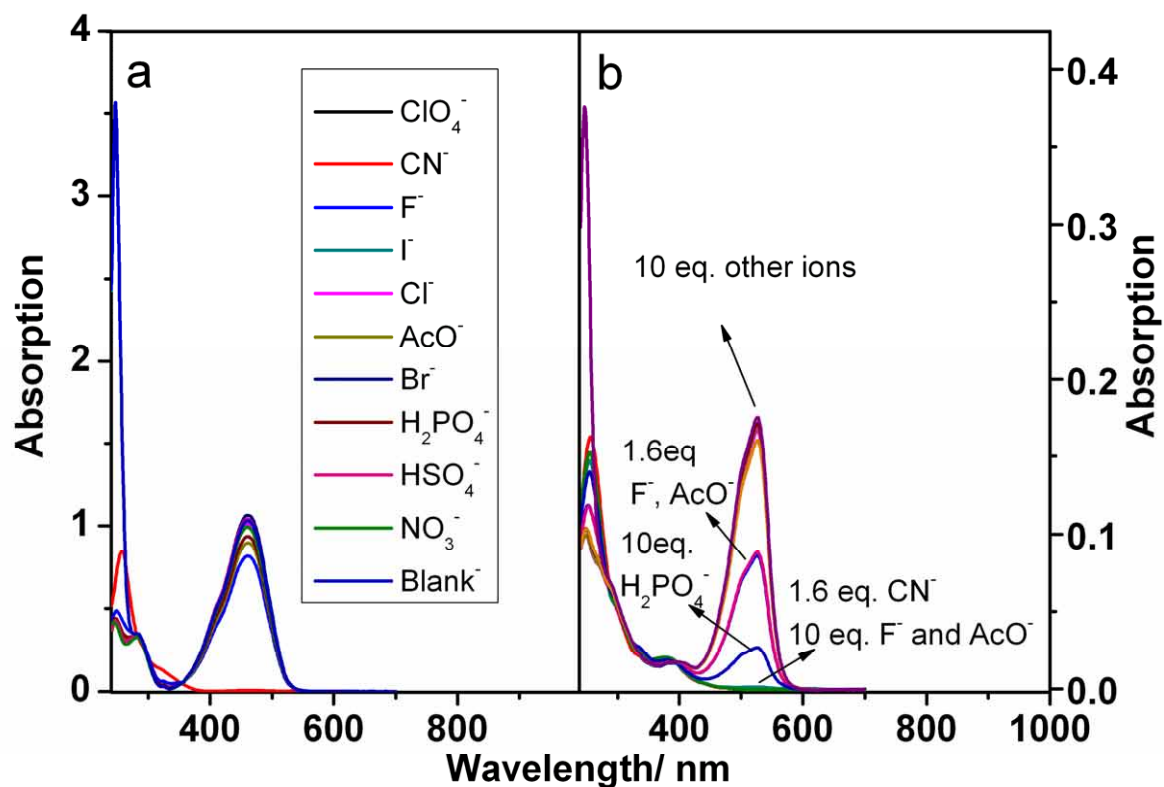 a
4
3
2
1
0
Absorption
ClO₄⁻
CN⁻
F⁻
I⁻
Cl⁻
AcO⁻
Br⁻
H₂PO₄⁻
HSO₄⁻
NO₃⁻
Blank⁻
400
600
800
b
10 eq. other ions
1.6eq
F⁻, AcO⁻
10eq.
H₂PO₄⁻
1.6 eq. CN⁻
10 eq. F⁻ and AcO⁻
0.4
0.3
0.2
0.1
0.0
Absorption
400
600
800
1000
Wavelength/ nm